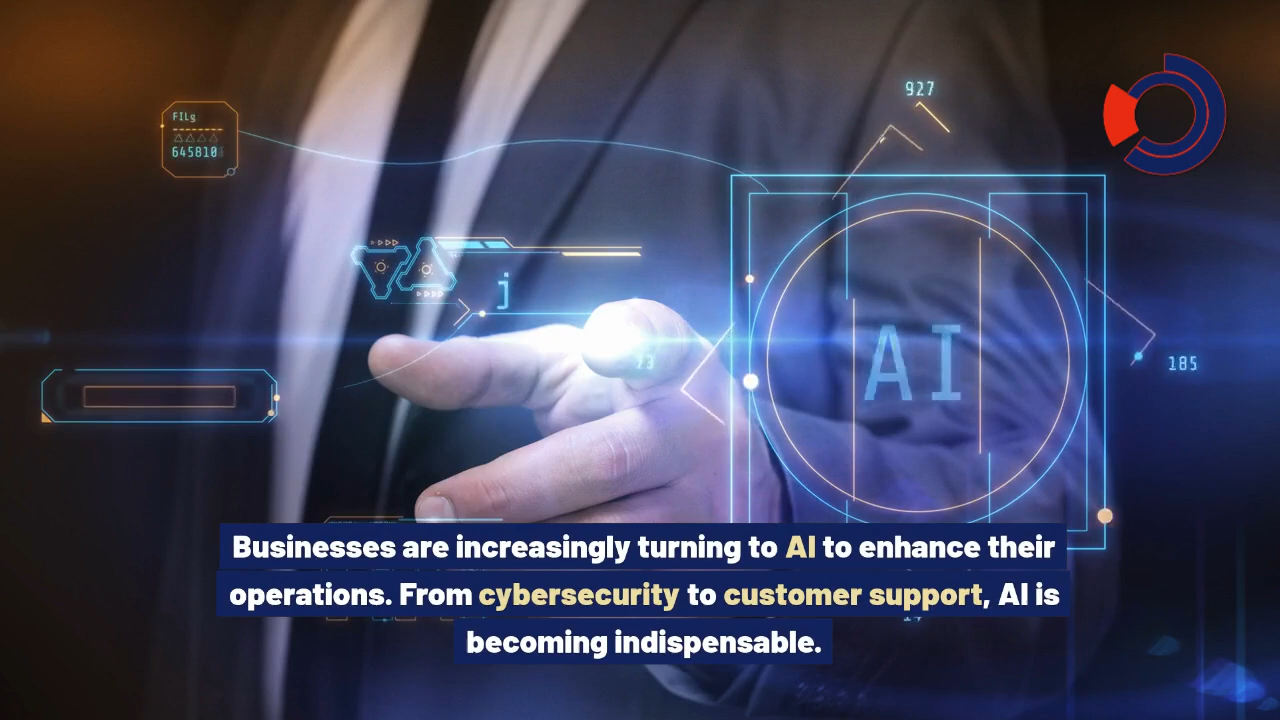 927
FILg
645810
j
73
185
AI
Businesses are increasingly turning to AI to enhance their
operations. From cybersecurity to customer support, AI is
becoming indispensable.